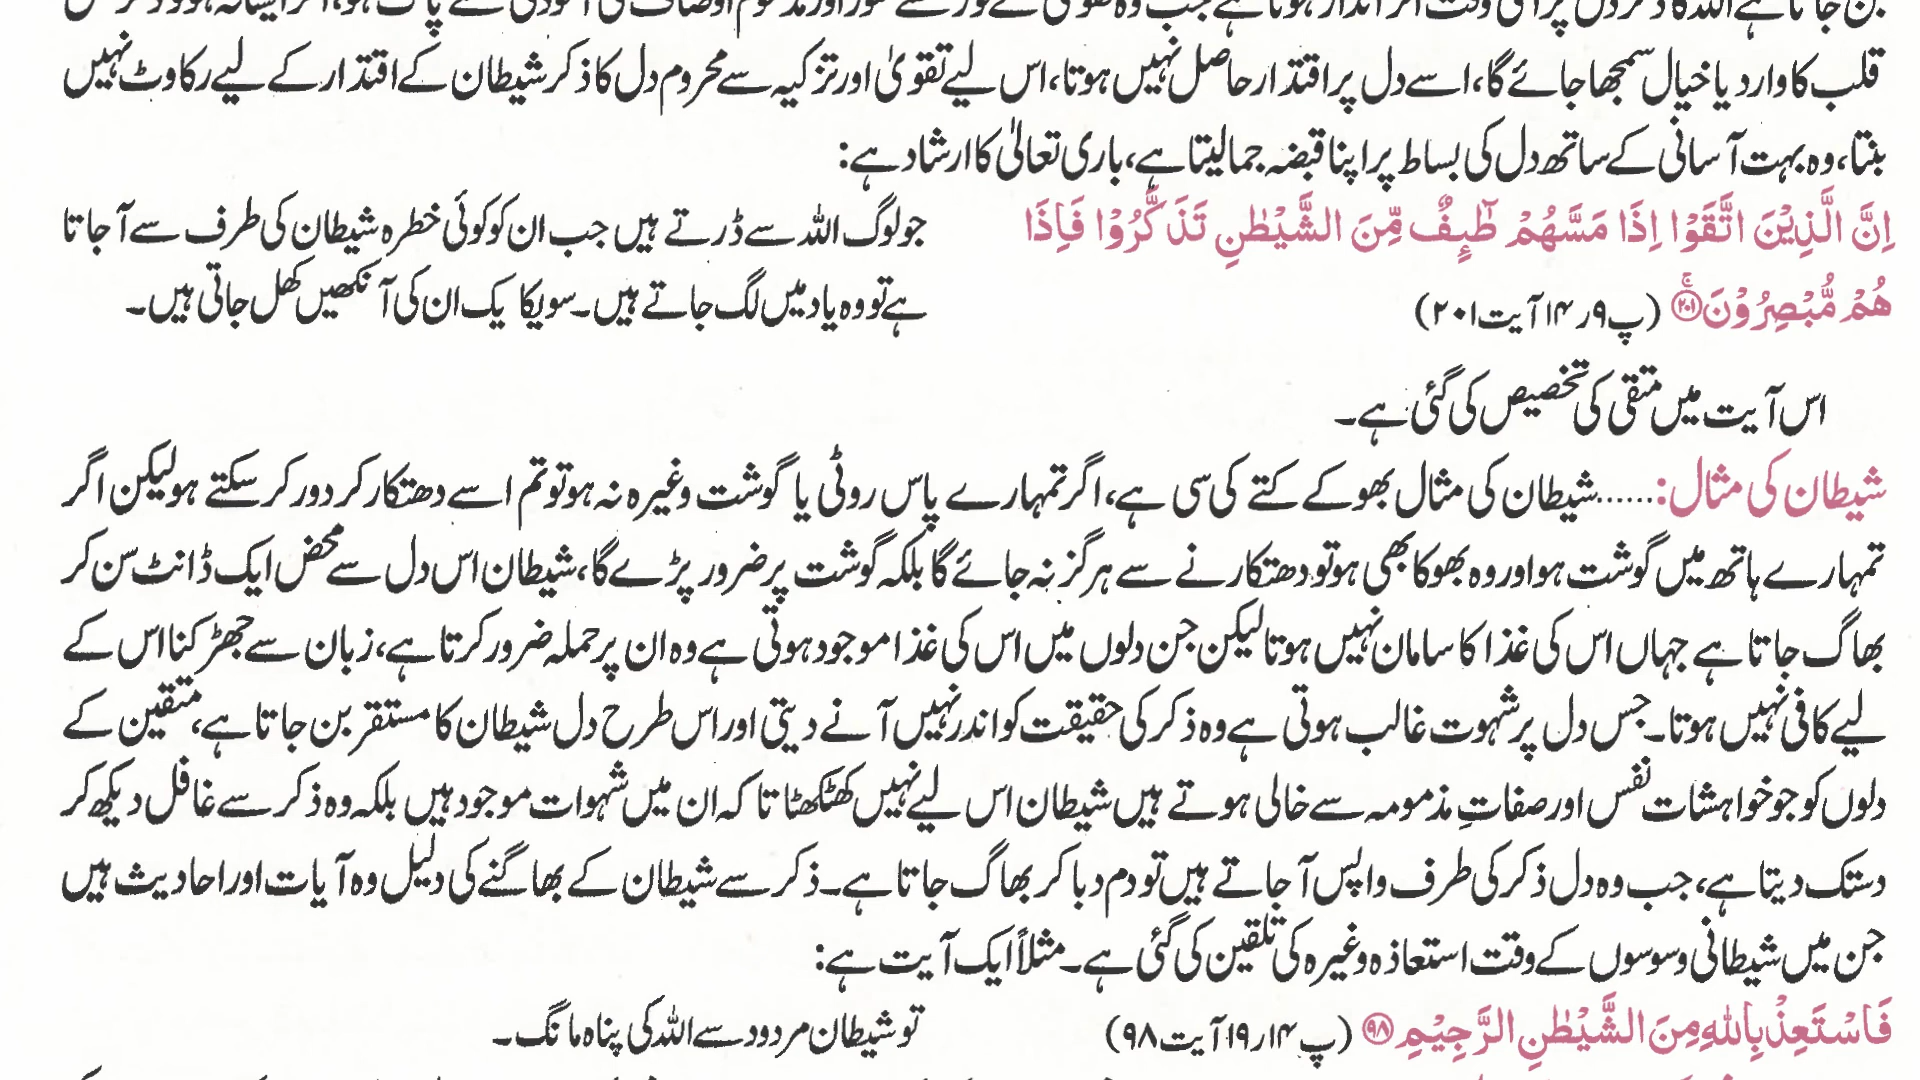 قلب کا وارد یا خیال سمجھا جائے گا، اسے دل پر اقتدار حاصل نہیں ہوتا، اس لیے تقویٰ اور تزکیہ سے محروم دل کا ذکر شیطان کے اقتدار کے لیے رکاوٹ نہیں
بنتا، وہ بہت آسانی کے ساتھ دل کی بساط پر اپنا قبضہ جما لیتا ہے، باری تعالیٰ کا ارشاد ہے:
اِنَّ الَّذِيْنَ اتَّقَوْا اِذَا مَسَّهُمْ طٰٓئِفٌ مِّنَ الشَّيْطٰنِ تَذَكَّرُوْا فَاِذَا
هُمْ مُّبْصِرُوْنَ ۚ۝۲۰۱ (پ۹ر۱۴آیت۲۰۱)
جو لوگ اللہ سے ڈرتے ہیں جب ان کو کوئی خطرہ شیطان کی طرف سے آ جاتا
ہے تو وہ یاد میں لگ جاتے ہیں۔ سو یکا یک ان کی آنکھیں کھل جاتی ہیں۔
اس آیت میں متقی کی تخصیص کی گئی ہے۔
شیطان کی مثال:......شیطان کی مثال بھوکے کتے کی سی ہے، اگر تمہارے پاس روٹی یا گوشت وغیرہ نہ ہو تو تم اسے دھتکار کر دور کر سکتے ہو لیکن اگر
تمہارے ہاتھ میں گوشت ہو اور وہ بھوکا بھی ہو تو دھتکارنے سے ہرگز نہ جائے گا بلکہ گوشت پر ضرور پڑے گا، شیطان اس دل سے محض ایک ڈانٹ سن کر
بھاگ جاتا ہے جہاں اس کی غذا کا سامان نہیں ہوتا لیکن جن دلوں میں اس کی غذا موجود ہوتی ہے وہ ان پر حملہ ضرور کرتا ہے، زبان سے جھڑکنا اس کے
لیے کافی نہیں ہوتا۔ جس دل پر شہوت غالب ہوتی ہے وہ ذکر کی حقیقت کو اندر نہیں آنے دیتی اور اس طرح دل شیطان کا مستقر بن جاتا ہے، متقین کے
دلوں کو جو خواہشات نفس اور صفاتِ مذمومہ سے خالی ہوتے ہیں شیطان اس لیے نہیں کھٹکھٹاتا کہ ان میں شہوات موجود ہیں بلکہ وہ ذکر سے غافل دیکھ کر
دستک دیتا ہے، جب وہ دل ذکر کی طرف واپس آ جاتے ہیں تو دم دبا کر بھاگ جاتا ہے۔ ذکر سے شیطان کے بھاگنے کی دلیل وہ آیات اور احادیث ہیں
جن میں شیطانی وسوسوں کے وقت استعاذہ وغیرہ کی تلقین کی گئی ہے۔ مثلاً ایک آیت ہے:
فَاسْتَعِذْ بِاللّٰهِ مِنَ الشَّيْطٰنِ الرَّجِيْمِ ۝۹۸ (پ۱۴ر۱۹آیت۹۸)
تو شیطان مردود سے اللہ کی پناہ مانگ۔